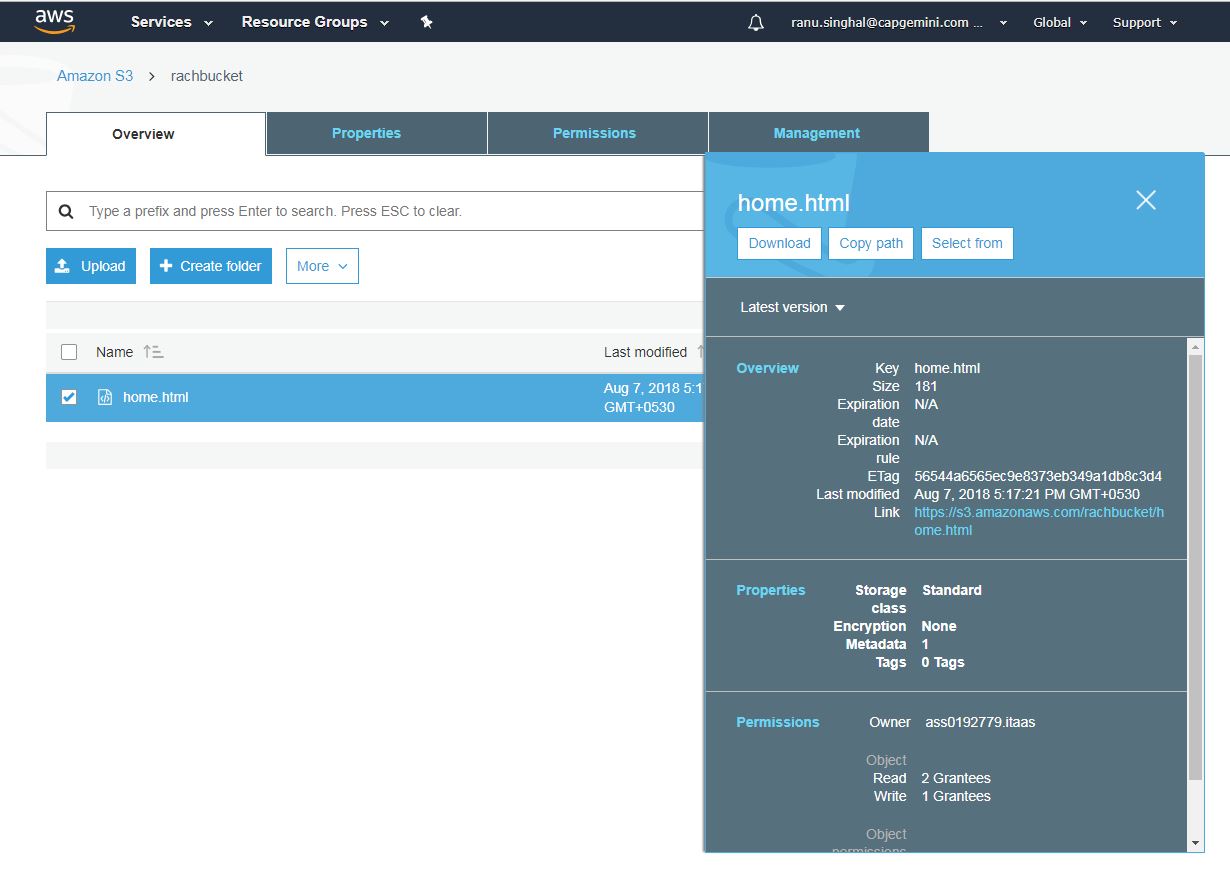 aws Services Resource Groups ranu.singhal@capgemini.com ... Global Support
Amazon S3 > rachbucket
Overview Properties Permissions Management
Type a prefix and press Enter to search. Press ESC to clear.
Upload + Create folder More
Name Last modified
home.html Aug 7, 2018 5:1
GMT+0530
home.html
Download Copy path Select from
Latest version
Overview Key home.html
Size 181
Expiration N/A
date
Expiration N/A
rule
ETag 56544a6565ec9e8373eb349a1db8c3d4
Last modified Aug 7, 2018 5:17:21 PM GMT+0530
Link https://s3.amazonaws.com/rachbucket/h
ome.html
Properties Storage Standard
class
Encryption None
Metadata 1
Tags 0 Tags
Permissions Owner ass0192779.itaas
Object
Read 2 Grantees
Write 1 Grantees
Object
permissions